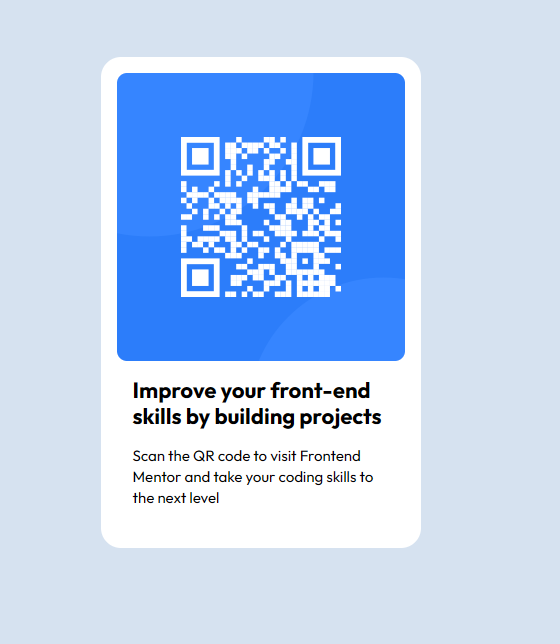 Improve your front-end
skills by building projects
Scan the QR code to visit Frontend
Mentor and take your coding skills to
the next level